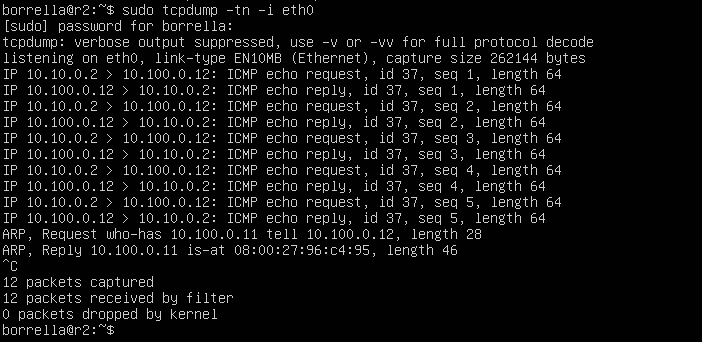 borrella@r2:~$ sudo tcpdump -tn -i eth0
[sudo] password for borrella:
tcpdump: verbose output suppressed, use -v or -vv for full protocol decode
listening on eth0, link-type EN10MB (Ethernet), capture size 262144 bytes
IP 10.10.0.2 > 10.100.0.12: ICMP echo request, id 37, seq 1, length 64
IP 10.100.0.12 > 10.10.0.2: ICMP echo reply, id 37, seq 1, length 64
IP 10.10.0.2 > 10.100.0.12: ICMP echo request, id 37, seq 2, length 64
IP 10.100.0.12 > 10.10.0.2: ICMP echo reply, id 37, seq 2, length 64
IP 10.10.0.2 > 10.100.0.12: ICMP echo request, id 37, seq 3, length 64
IP 10.100.0.12 > 10.10.0.2: ICMP echo reply, id 37, seq 3, length 64
IP 10.10.0.2 > 10.100.0.12: ICMP echo request, id 37, seq 4, length 64
IP 10.100.0.12 > 10.10.0.2: ICMP echo reply, id 37, seq 4, length 64
IP 10.10.0.2 > 10.100.0.12: ICMP echo request, id 37, seq 5, length 64
IP 10.100.0.12 > 10.10.0.2: ICMP echo reply, id 37, seq 5, length 64
ARP, Request who-has 10.100.0.11 tell 10.100.0.12, length 28
ARP, Reply 10.100.0.11 is-at 08:00:27:96:c4:95, length 46
^C
12 packets captured
12 packets received by filter
0 packets dropped by kernel
borrella@r2:~$